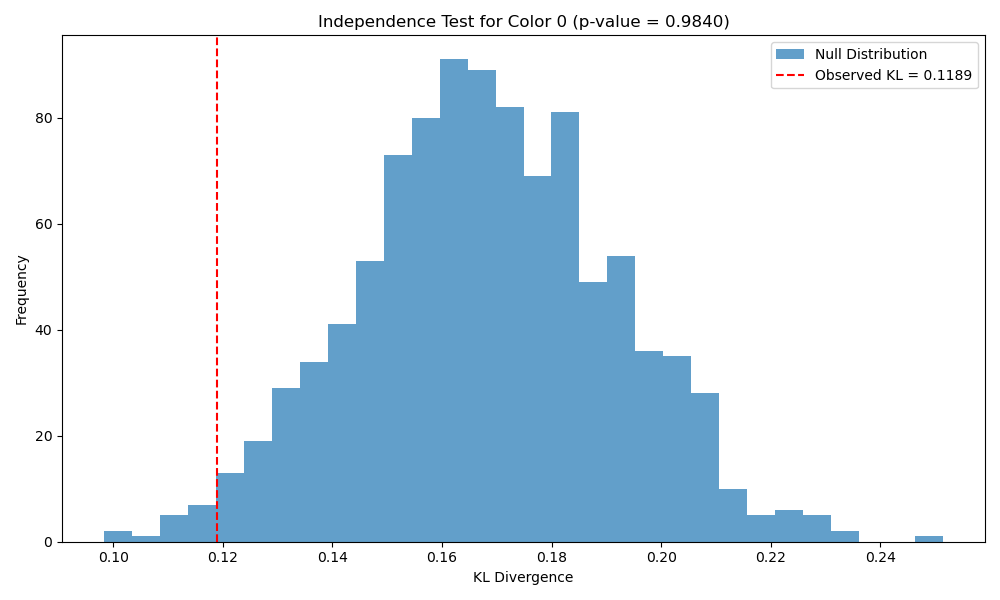 Independence Test for Color 0 (p-value = 0.9840)
Null Distribution
Observed KL = 0.1189
Frequency
80
60
40
20
0
0.10 0.12 0.14 0.16 0.18 0.20 0.22 0.24
KL Divergence